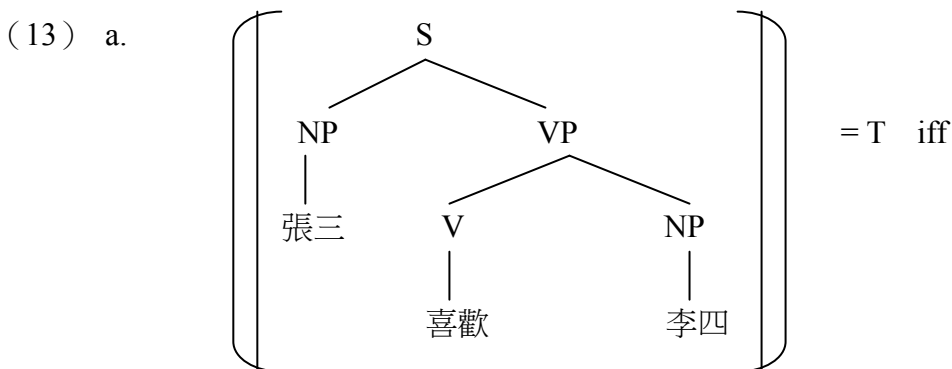 （13） a.
S
NP VP = T iff
張三 V NP
喜歡 李四